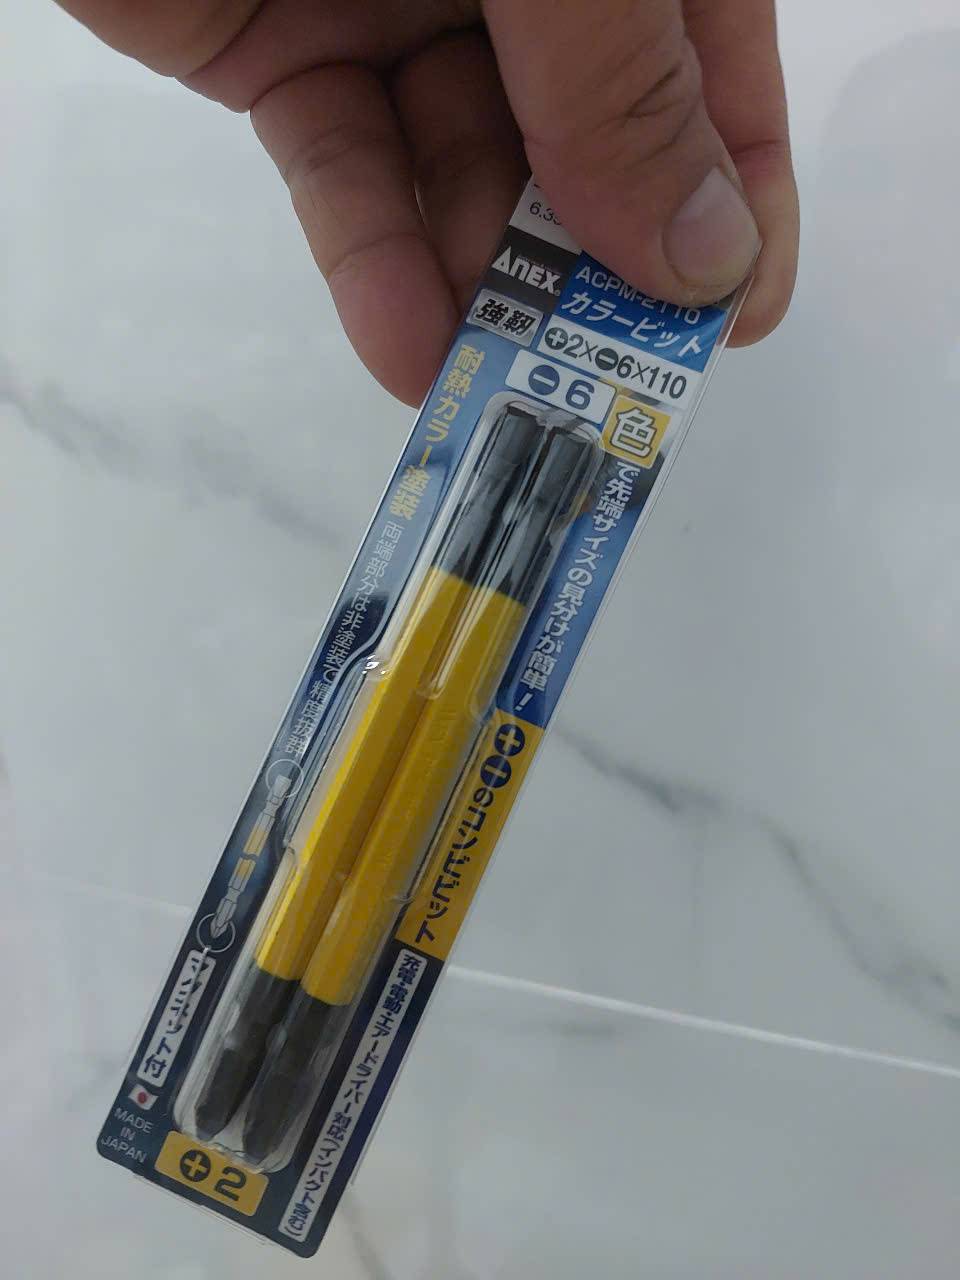 6.35
ANEX
ACPM-2110
カラービット
強靭
+2×-6×110
-6
色で先端サイズの見分けが簡単!
耐熱カラー塗装
両端部分は非塗装で精度抜群
+-のコンビビット
マグネット付
充電・電動・エアードライバー対応(インパクト含む)
MADE
IN
JAPAN
+2